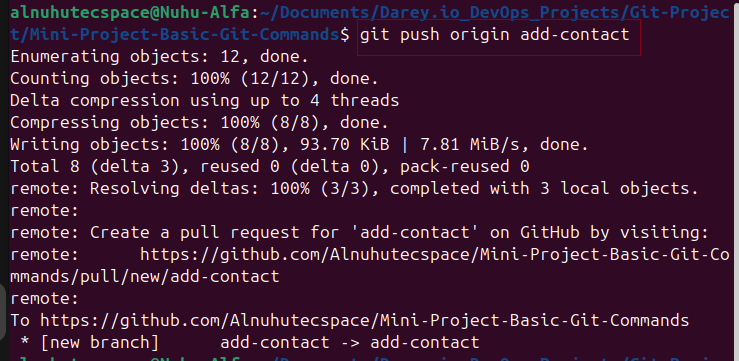 alnuhutecspace@Nuhu-Alfa:~/Documents/Darey.io_DevOps_Projects/Git-Projec
t/Mini-Project-Basic-Git-Commands$ git push origin add-contact
Enumerating objects: 12, done.
Counting objects: 100% (12/12), done.
Delta compression using up to 4 threads
Compressing objects: 100% (8/8), done.
Writing objects: 100% (8/8), 93.70 KiB | 7.81 MiB/s, done.
Total 8 (delta 3), reused 0 (delta 0), pack-reused 0
remote: Resolving deltas: 100% (3/3), completed with 3 local objects.
remote:
remote: Create a pull request for 'add-contact' on GitHub by visiting:
remote:      https://github.com/Alnuhutecspace/Mini-Project-Basic-Git-Co
mmands/pull/new/add-contact
remote:
To https://github.com/Alnuhutecspace/Mini-Project-Basic-Git-Commands
 * [new branch]      add-contact -> add-contact